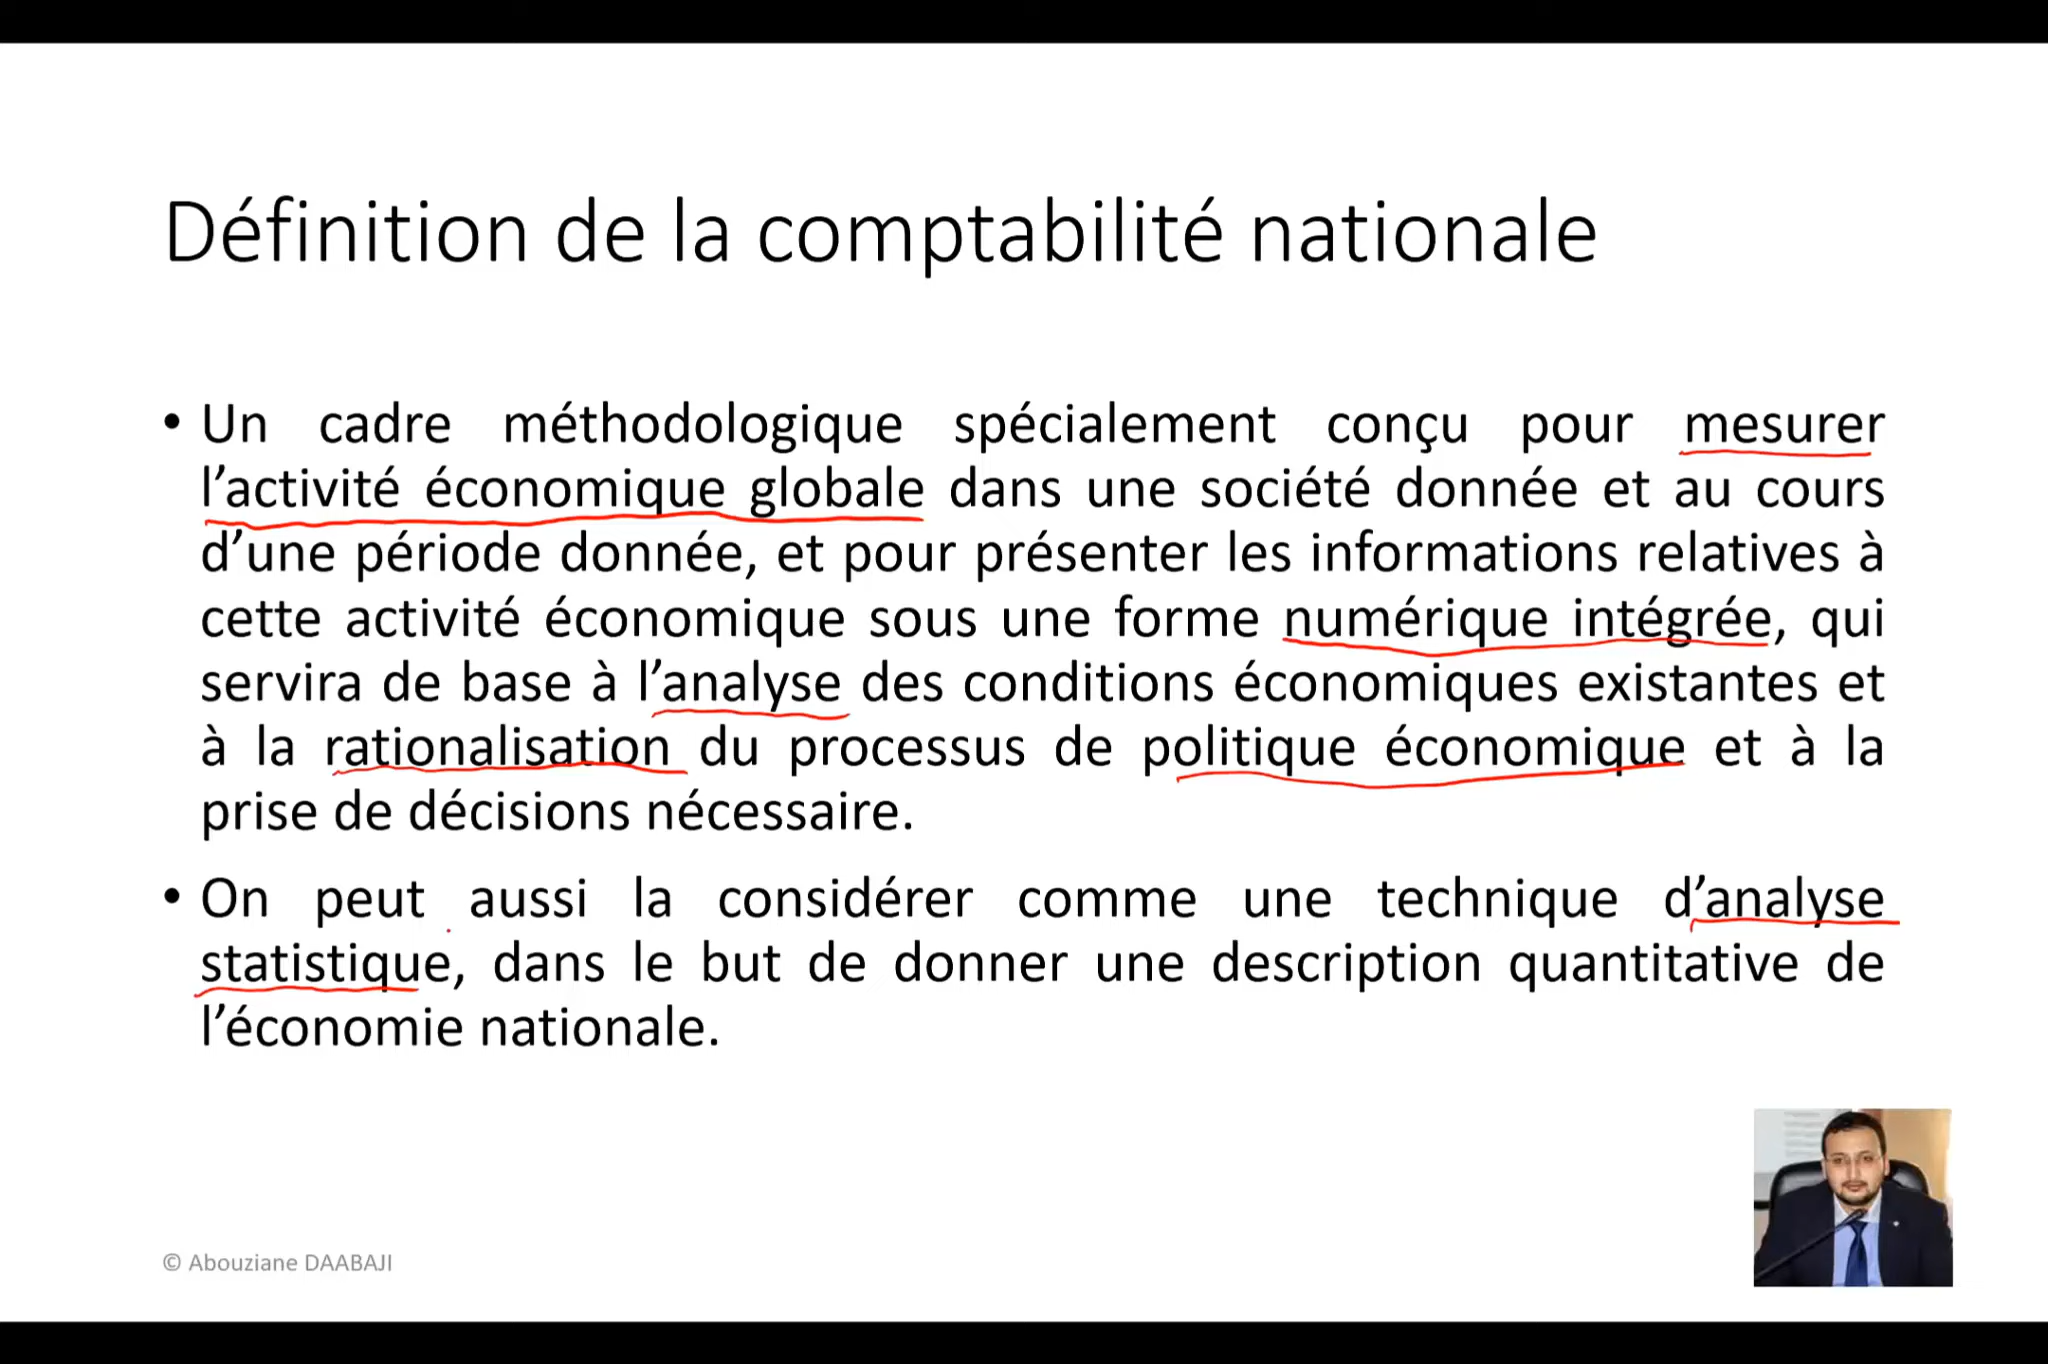 Définition de la comptabilité nationale
• Un cadre méthodologique spécialement conçu pour mesurer
l’activité économique globale dans une société donnée et au cours
d’une période donnée, et pour présenter les informations relatives à
cette activité économique sous une forme numérique intégrée, qui
servira de base à l’analyse des conditions économiques existantes et
à la rationalisation du processus de politique économique et à la
prise de décisions nécessaire.
• On peut aussi la considérer comme une technique d’analyse
statistique, dans le but de donner une description quantitative de
l’économie nationale.
© Abouziane DAABAJI